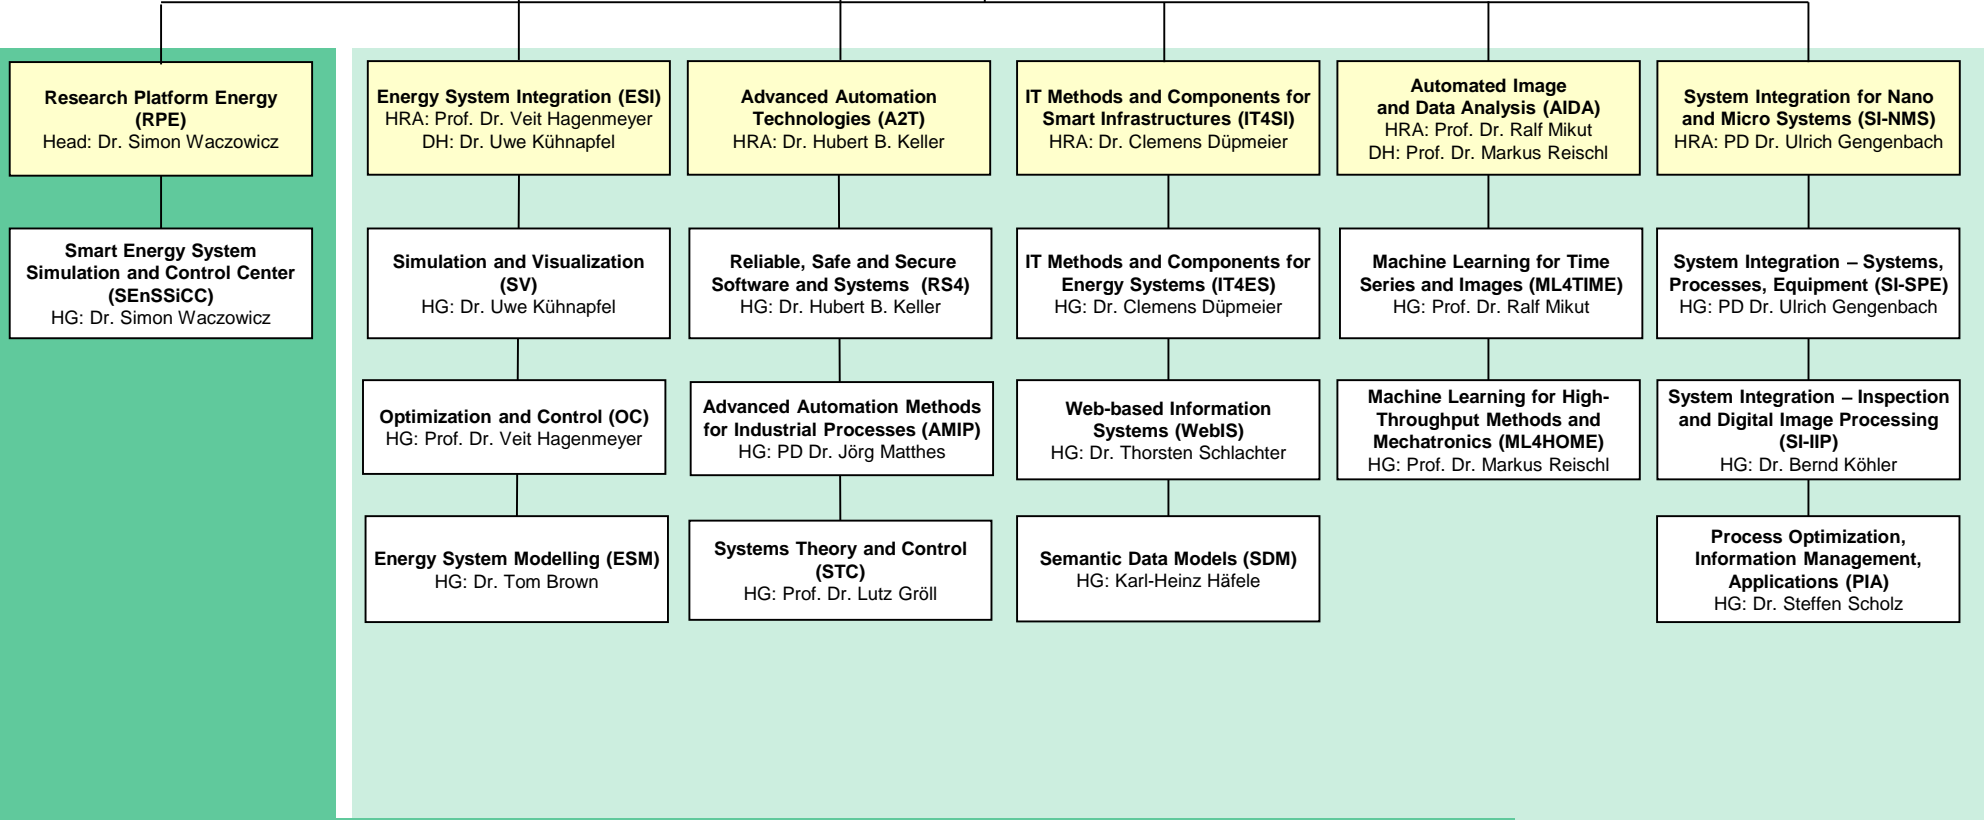 Research Platform Energy
(RPE)
Head: Dr. Simon Waczowicz
Smart Energy System
Simulation and Control Center
(SEnSSiCC)
HG: Dr. Simon Waczowicz
Energy System Integration (ESI)
HRA: Prof. Dr. Veit Hagenmeyer
DH: Dr. Uwe Kühnapfel
Simulation and Visualization
(SV)
HG: Dr. Uwe Kühnapfel
Optimization and Control (OC)
HG: Prof. Dr. Veit Hagenmeyer
Energy System Modelling (ESM)
HG: Dr. Tom Brown
Advanced Automation
Technologies (A2T)
HRA: Dr. Hubert B. Keller
Reliable, Safe and Secure
Software and Systems (RS4)
HG: Dr. Hubert B. Keller
Advanced Automation Methods
for Industrial Processes (AMIP)
HG: PD Dr. Jörg Matthes
Systems Theory and Control
(STC)
HG: Prof. Dr. Lutz Gröll
IT Methods and Components for
Smart Infrastructures (IT4SI)
HRA: Dr. Clemens Düpmeier
IT Methods and Components for
Energy Systems (IT4ES)
HG: Dr. Clemens Düpmeier
Web-based Information
Systems (WebIS)
HG: Dr. Thorsten Schlachter
Semantic Data Models (SDM)
HG: Karl-Heinz Häfele
Automated Image
and Data Analysis (AIDA)
HRA: Prof. Dr. Ralf Mikut
DH: Prof. Dr. Markus Reischl
Machine Learning for Time
Series and Images (ML4TIME)
HG: Prof. Dr. Ralf Mikut
Machine Learning for High-
Throughput Methods and
Mechatronics (ML4HOME)
HG: Prof. Dr. Markus Reischl
System Integration for Nano
and Micro Systems (SI-NMS)
HRA: PD Dr. Ulrich Gengenbach
System Integration – Systems,
Processes, Equipment (SI-SPE)
HG: PD Dr. Ulrich Gengenbach
System Integration – Inspection
and Digital Image Processing
(SI-IIP)
HG: Dr. Bernd Köhler
Process Optimization,
Information Management,
Applications (PIA)
HG: Dr. Steffen Scholz